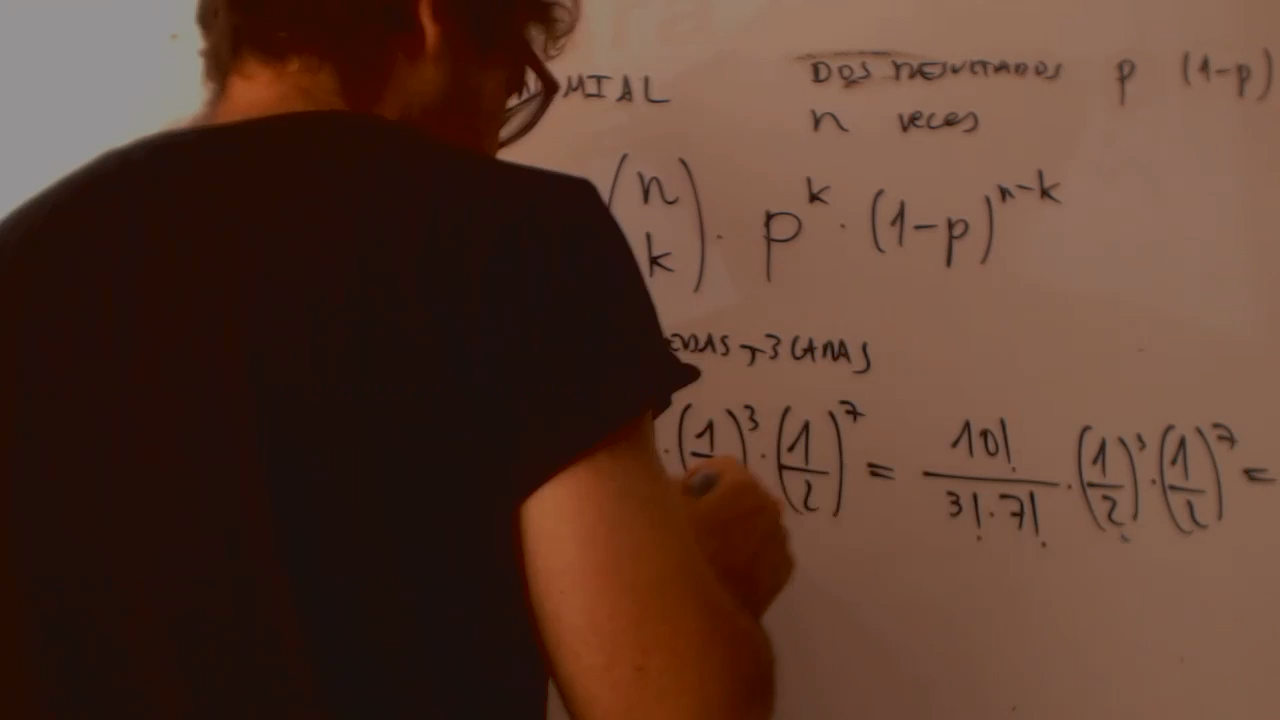 MIAL
DOS RESULTADOS p (1-p)
n veces
(n k) · p^k · (1-p)^{n-k}
EDAS → 3 CARAS
· (1/2)^3 · (1/2)^7 = 10!/(3!·7!) · (1/2)^3 · (1/2)^7 =